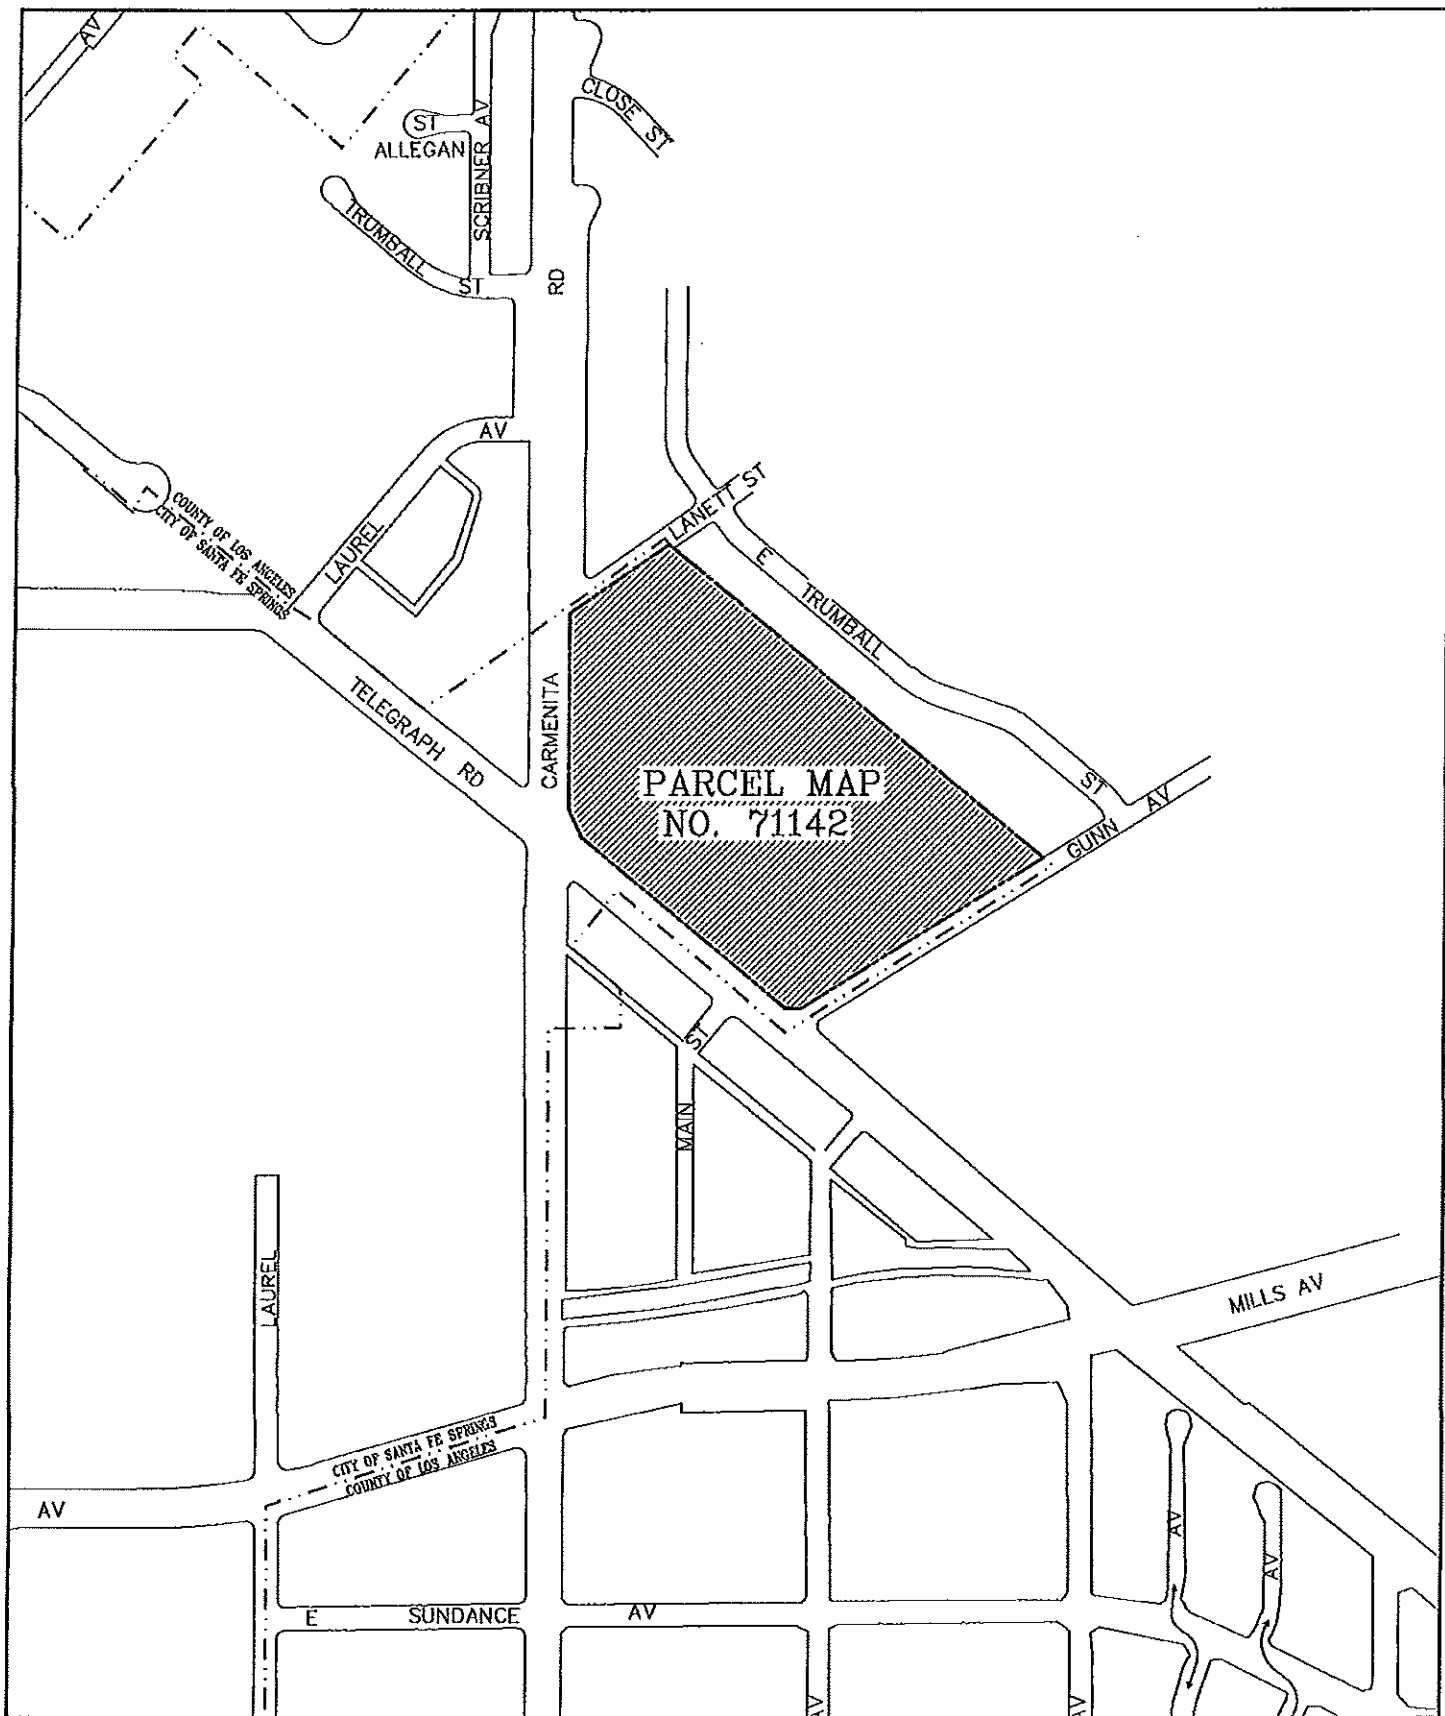 AV
CLOSE ST
ST
ALLEGAN
SCRIBNER AV
TRUMBALL
ST
RD
AV
LANETT ST
COUNTY OF LOS ANGELES
CITY OF SANTA FE SPRINGS
LAUREL
E
TRUMBALL
TELEGRAPH RD
CARMENITA
PARCEL MAP
NO. 71142
ST
AV
GUNN
ST
MAIN
LAUREL
MILLS AV
CITY OF SANTA FE SPRINGS
COUNTY OF LOS ANGELES
AV
AV
AV
E SUNDANCE AV
AV
AV